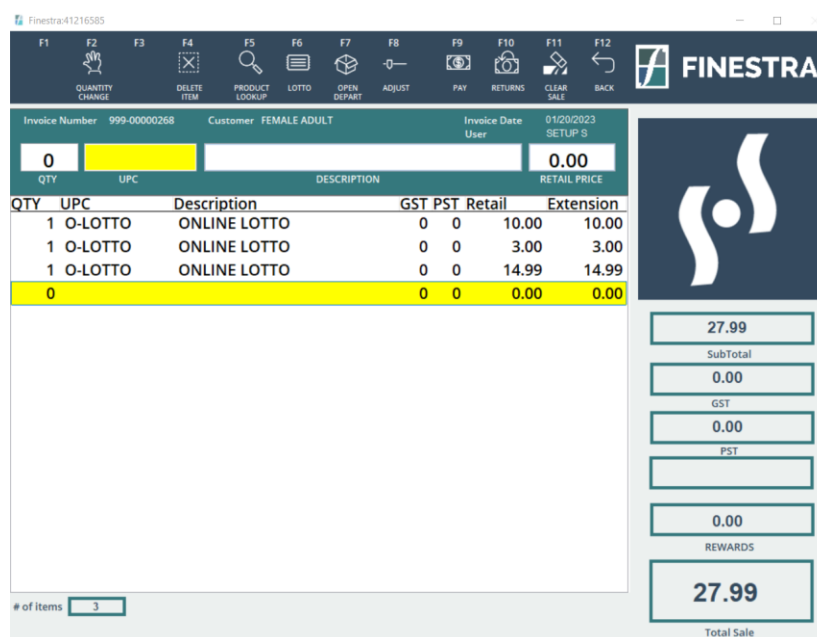 Finestra:41216585
F1 F2 F3 F4 F5 F6 F7 F8 F9 F10 F11 F12
QUANTITY CHANGE DELETE ITEM PRODUCT LOOKUP LOTTO OPEN DEPART ADJUST PAY RETURNS CLEAR SALE BACK
FINESTRA
Invoice Number 999-00000268 Customer FEMALE ADULT Invoice Date 01/20/2023
User SETUP S
0 0.00
QTY UPC DESCRIPTION RETAIL PRICE
QTY UPC Description GST PST Retail Extension
1 O-LOTTO ONLINE LOTTO 0 0 10.00 10.00
1 O-LOTTO ONLINE LOTTO 0 0 3.00 3.00
1 O-LOTTO ONLINE LOTTO 0 0 14.99 14.99
0 0 0 0.00 0.00
27.99
SubTotal
0.00
GST
0.00
PST
0.00
REWARDS
27.99
Total Sale
# of items 3